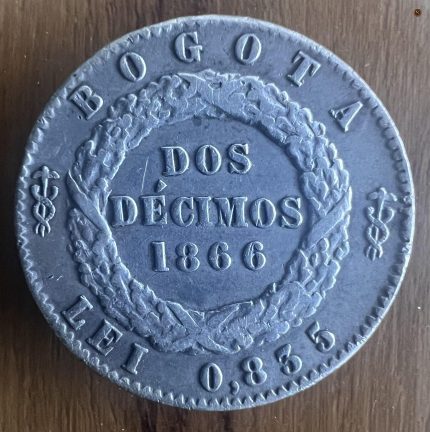 BOGOTA
DOS
DÉCIMOS
1866
LEI 0,835